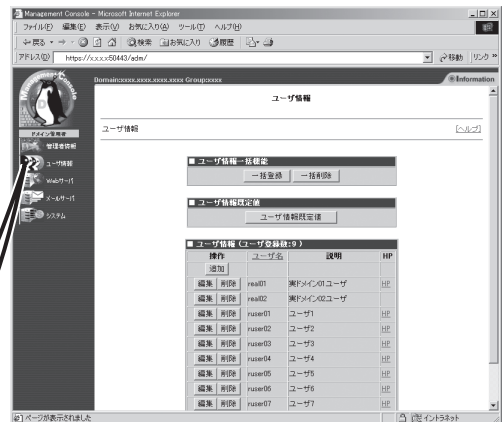 Management Console - Microsoft Internet Explorer
ファイル(F) 編集(E) 表示(V) お気に入り(A) ツール(T) ヘルプ(H)
戻る 検索 お気に入り 履歴
アドレス(D) https://x.x.x.x:50443/adm/ 移動 リンク »
Management Console
Domain:xxxx.xxxx.xxxx.xxxx Group:xxxx Information
ドメイン管理者
管理者情報
ユーザ情報
Webサーバ
メールサーバ
システム
ユーザ情報
ユーザ情報 [ヘルプ]
■ ユーザ情報一括機能
一括登録 一括削除
■ ユーザ情報既定値
ユーザ情報既定値
■ ユーザ情報 (ユーザ登録数:9 )
操作 ユーザ名 説明 HP
追加
編集 削除 real01 実ドメイン01ユーザ HP
編集 削除 real02 実ドメイン02ユーザ HP
編集 削除 ruser01 ユーザ1 HP
編集 削除 ruser02 ユーザ2 HP
編集 削除 ruser03 ユーザ3 HP
編集 削除 ruser04 ユーザ4 HP
編集 削除 ruser05 ユーザ5 HP
編集 削除 ruser06 ユーザ6 HP
編集 削除 ruser07 ユーザ7 HP
ページが表示されました イントラネット